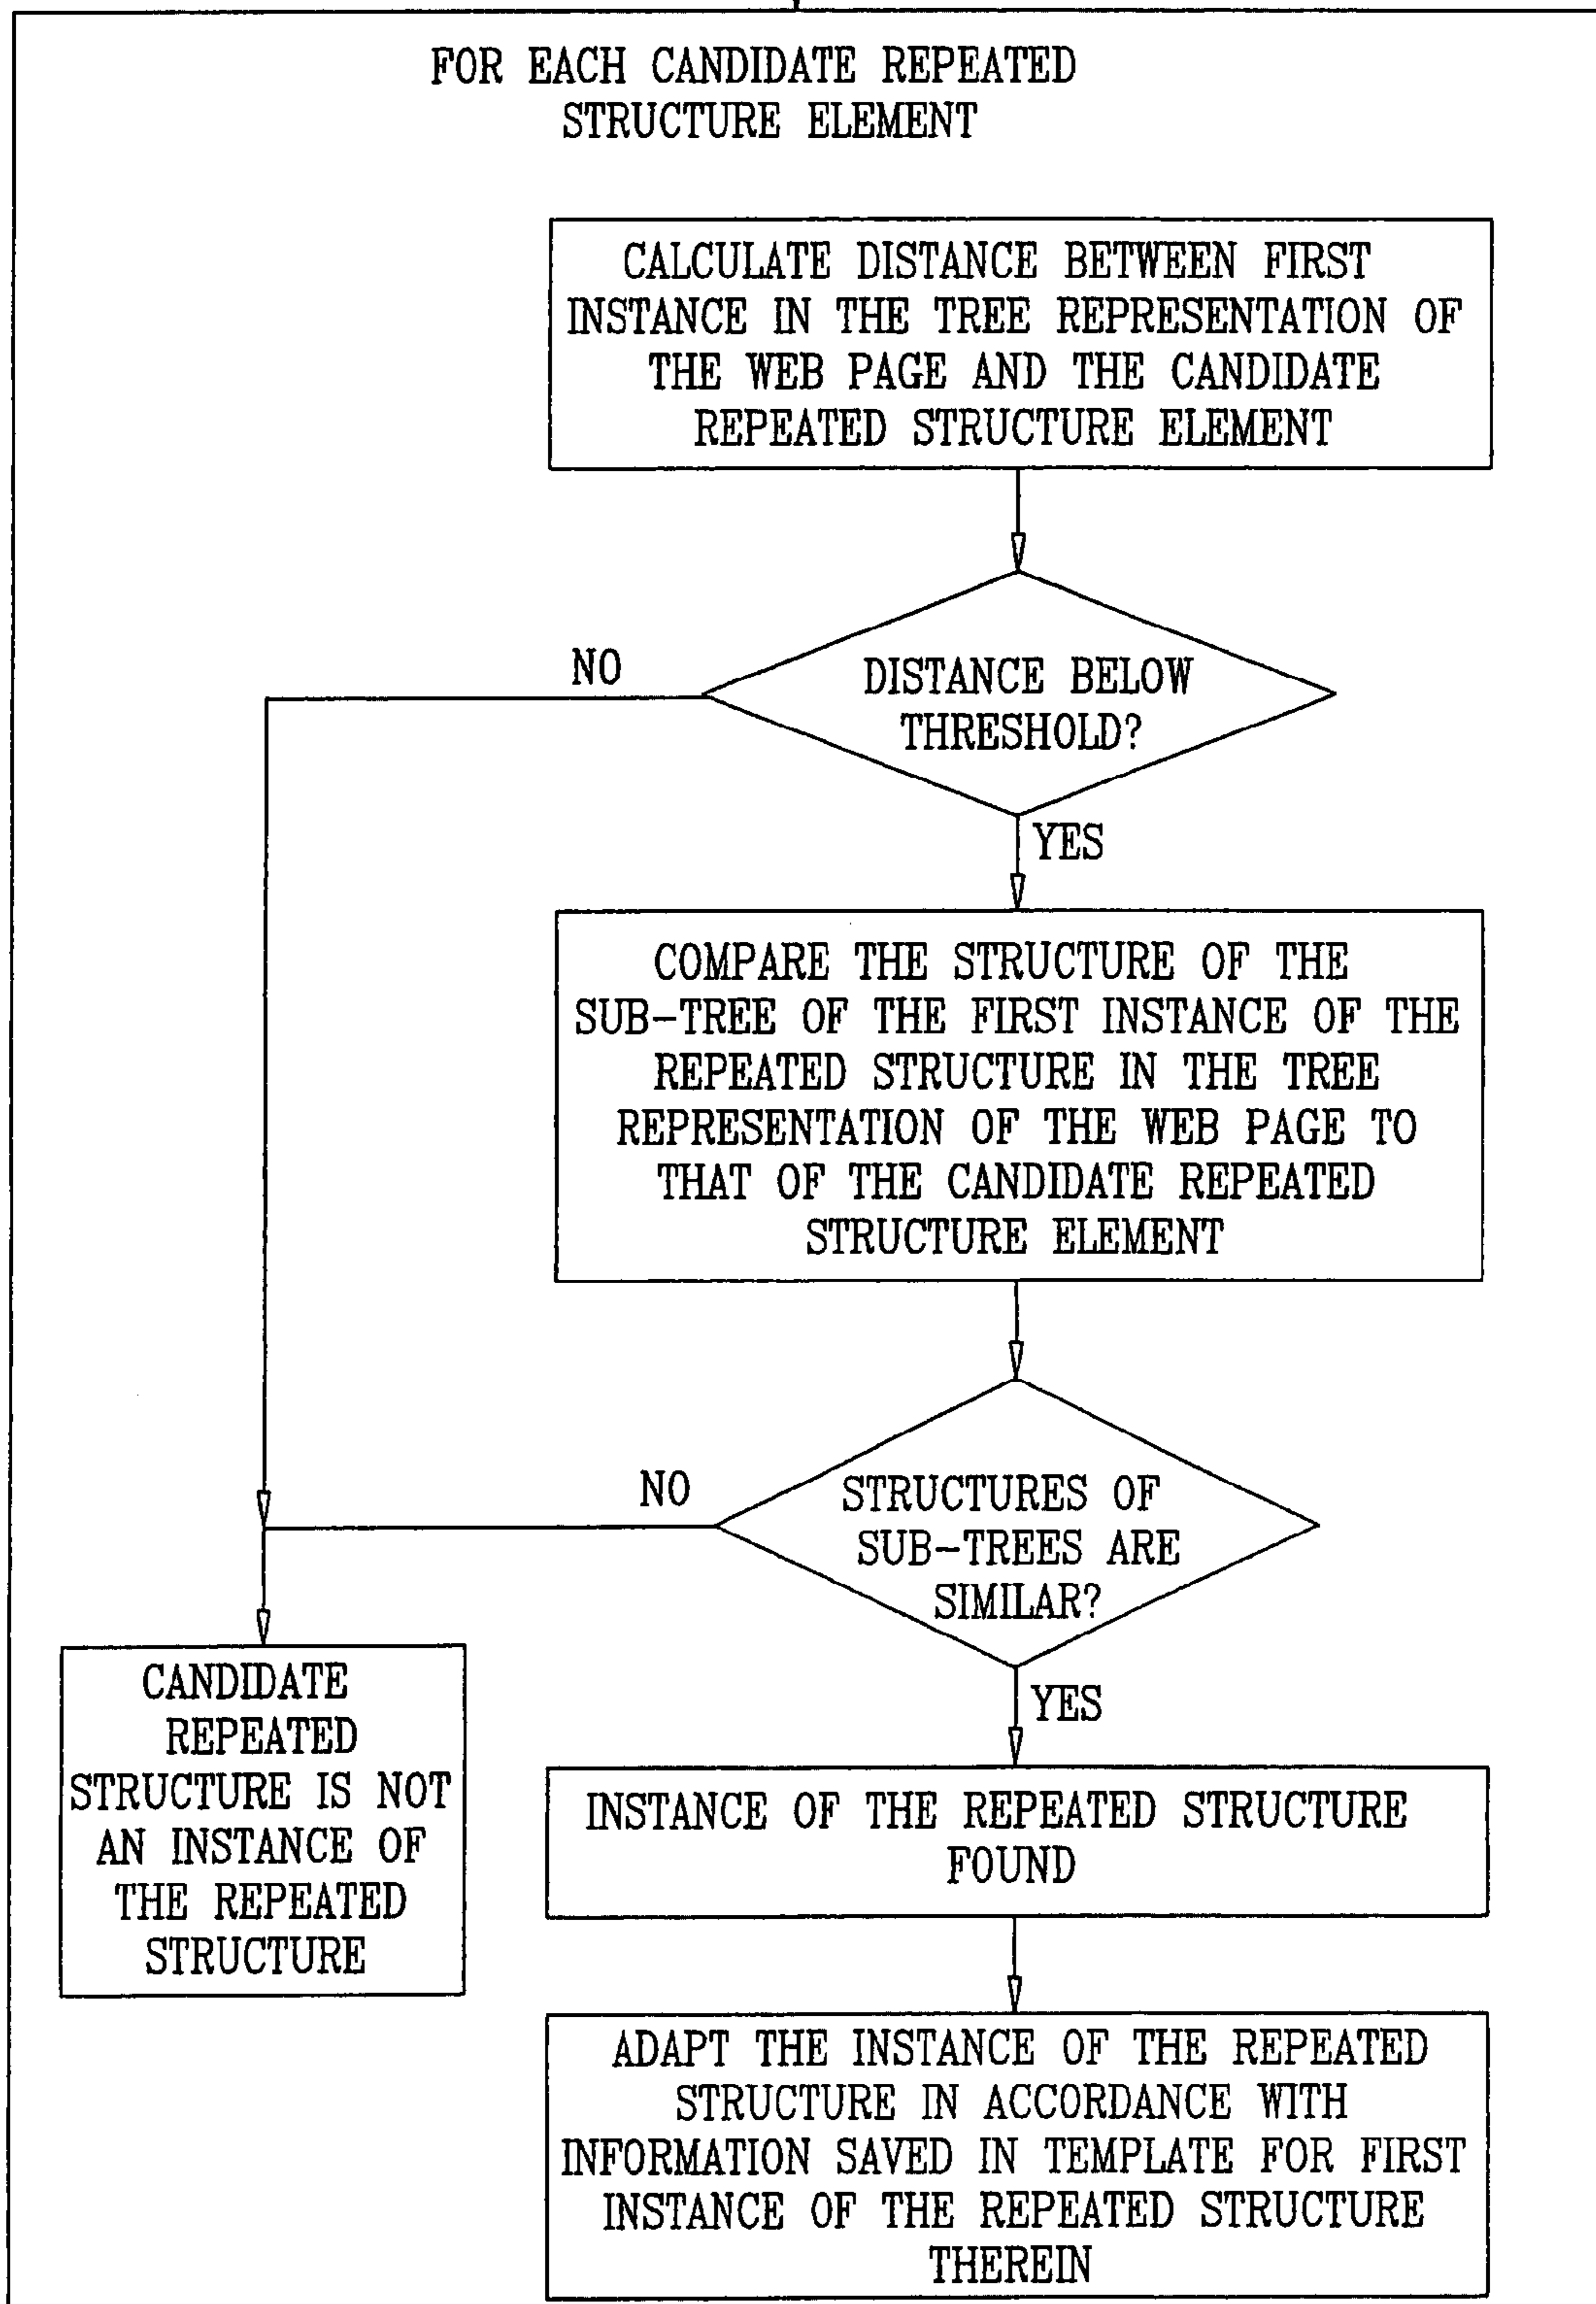 FOR EACH CANDIDATE REPEATED
STRUCTURE ELEMENT
CALCULATE DISTANCE BETWEEN FIRST
INSTANCE IN THE TREE REPRESENTATION OF
THE WEB PAGE AND THE CANDIDATE
REPEATED STRUCTURE ELEMENT
NO
DISTANCE BELOW
THRESHOLD?
YES
COMPARE THE STRUCTURE OF THE
SUB-TREE OF THE FIRST INSTANCE OF THE
REPEATED STRUCTURE IN THE TREE
REPRESENTATION OF THE WEB PAGE TO
THAT OF THE CANDIDATE REPEATED
STRUCTURE ELEMENT
NO
STRUCTURES OF
SUB-TREES ARE
SIMILAR?
YES
CANDIDATE
REPEATED
STRUCTURE IS NOT
AN INSTANCE OF
THE REPEATED
STRUCTURE
INSTANCE OF THE REPEATED STRUCTURE
FOUND
ADAPT THE INSTANCE OF THE REPEATED
STRUCTURE IN ACCORDANCE WITH
INFORMATION SAVED IN TEMPLATE FOR FIRST
INSTANCE OF THE REPEATED STRUCTURE
THEREIN